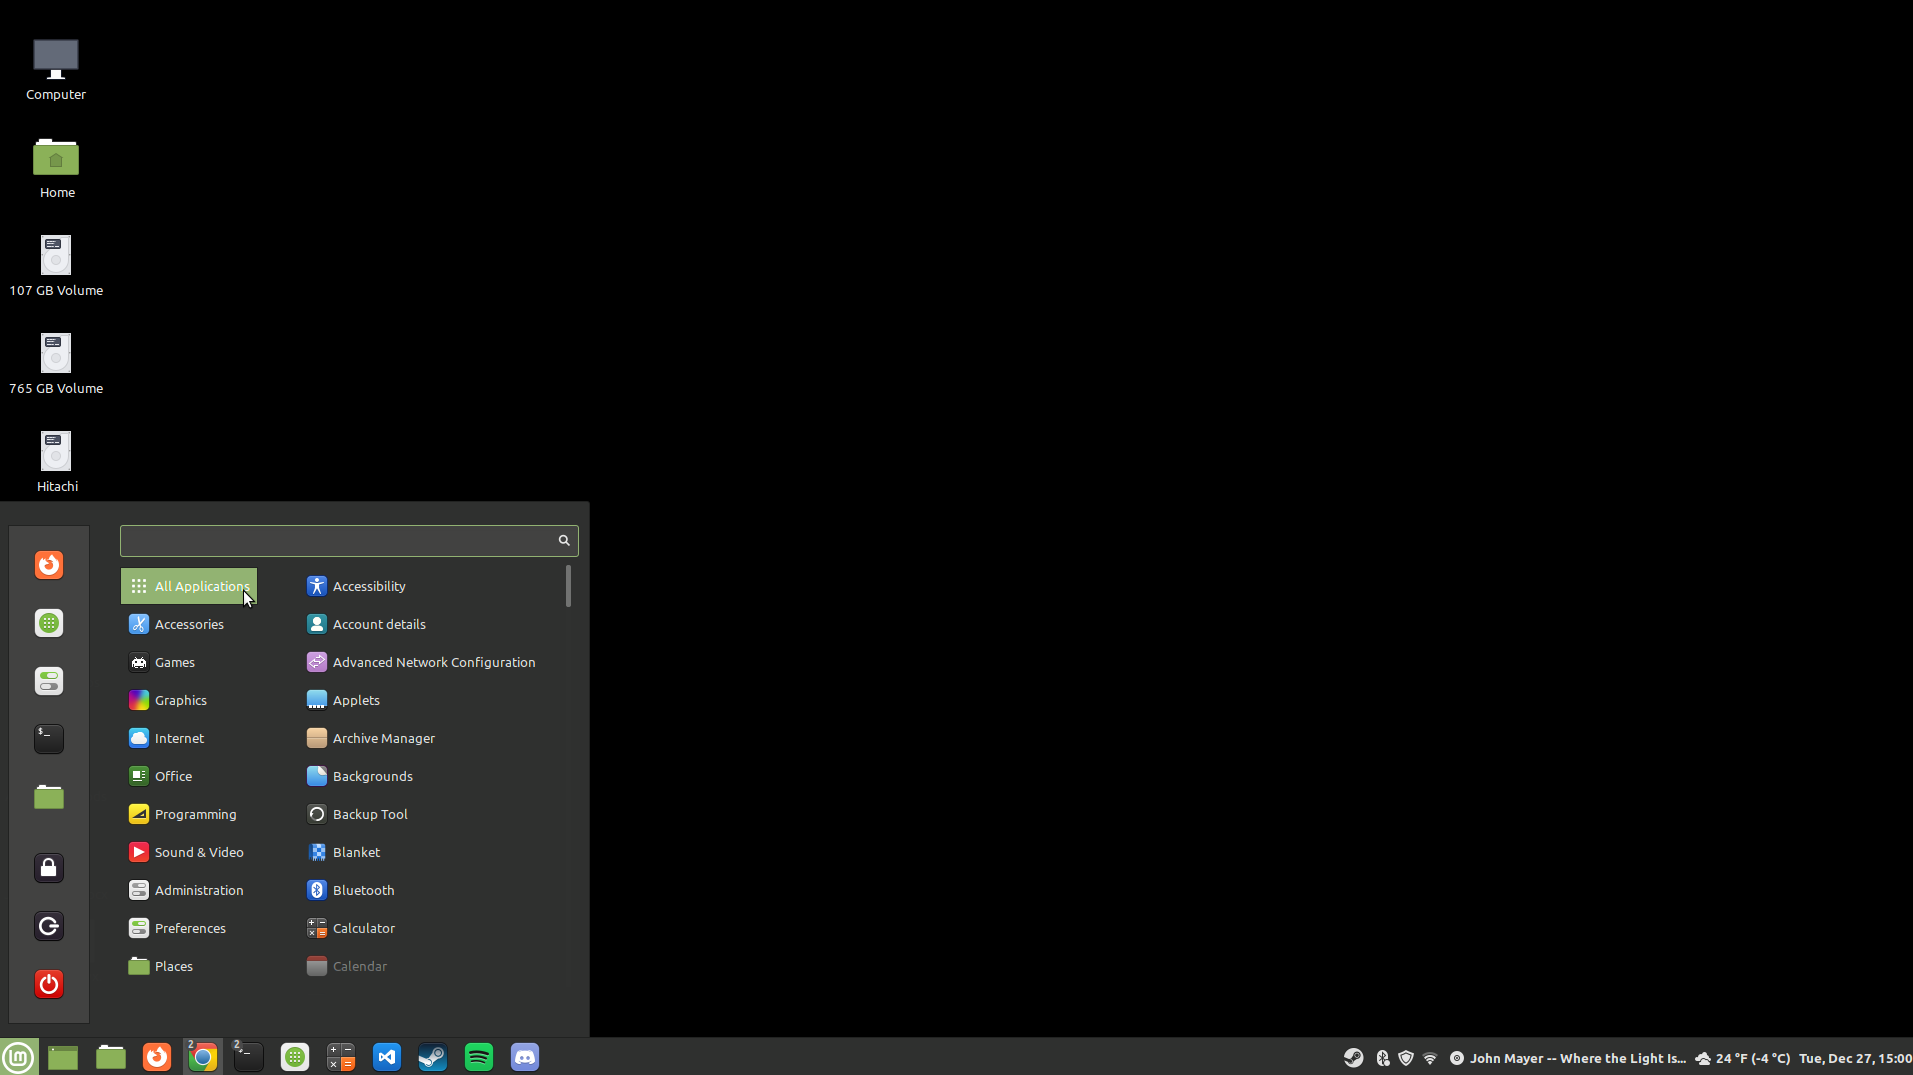 Computer
Home
107 GB Volume
765 GB Volume
Hitachi
All Applications
Accessories
Games
Graphics
Internet
Office
Programming
Sound & Video
Administration
Preferences
Places
Accessibility
Account details
Advanced Network Configuration
Applets
Archive Manager
Backgrounds
Backup Tool
Blanket
Bluetooth
Calculator
Calendar
$_
2
2
John Mayer -- Where the Light Is... 24 °F (-4 °C) Tue, Dec 27, 15:00